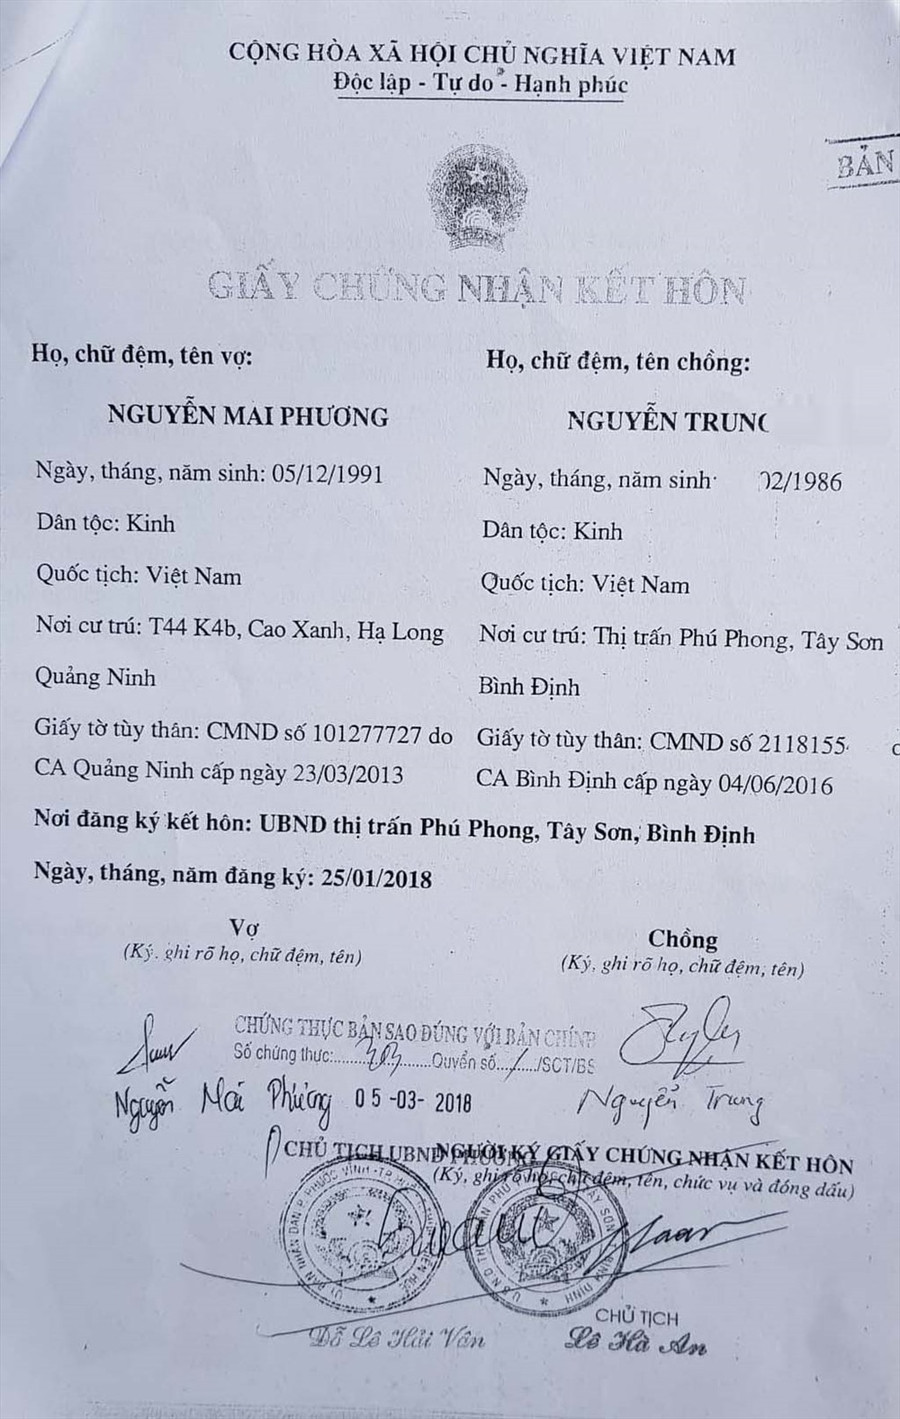 CỘNG HÒA XÃ HỘI CHỦ NGHĨA VIỆT NAM
Độc lập - Tự do - Hạnh phúc
BẢN
GIẤY CHỨNG NHẬN KẾT HÔN
Họ, chữ đệm, tên vợ:
NGUYỄN MAI PHƯƠNG
Ngày, tháng, năm sinh: 05/12/1991
Dân tộc: Kinh
Quốc tịch: Việt Nam
Nơi cư trú: T44 K4b, Cao Xanh, Hạ Long
Quảng Ninh
Giấy tờ tùy thân: CMND số 101277727 do
CA Quảng Ninh cấp ngày 23/03/2013
Họ, chữ đệm, tên chồng:
NGUYỄN TRUNG
Ngày, tháng, năm sinh 02/1986
Dân tộc: Kinh
Quốc tịch: Việt Nam
Nơi cư trú: Thị trấn Phú Phong, Tây Sơn
Bình Định
Giấy tờ tùy thân: CMND số 2118155
CA Bình Định cấp ngày 04/06/2016
Nơi đăng ký kết hôn: UBND thị trấn Phú Phong, Tây Sơn, Bình Định
Ngày, tháng, năm đăng ký: 25/01/2018
Vợ
(Ký, ghi rõ họ, chữ đệm, tên)
Chồng
(Ký, ghi rõ họ, chữ đệm, tên)
CHỨNG THỰC BẢN SAO ĐÚNG VỚI BẢN CHÍNH
Số chứng thực:........303.......Quyển số...1.../SCT/BS
Nguyễn Mai Phương
05-03-2018
Nguyễn Trung
CHỦ TỊCH UBND PHƯỜNG
NGƯỜI KÝ GIẤY CHỨNG NHẬN KẾT HÔN
(Ký, ghi rõ họ, chữ đệm, tên, chức vụ và đóng dấu)
CHỦ TỊCH
Đỗ Lê Hải Vân
Lê Hà An